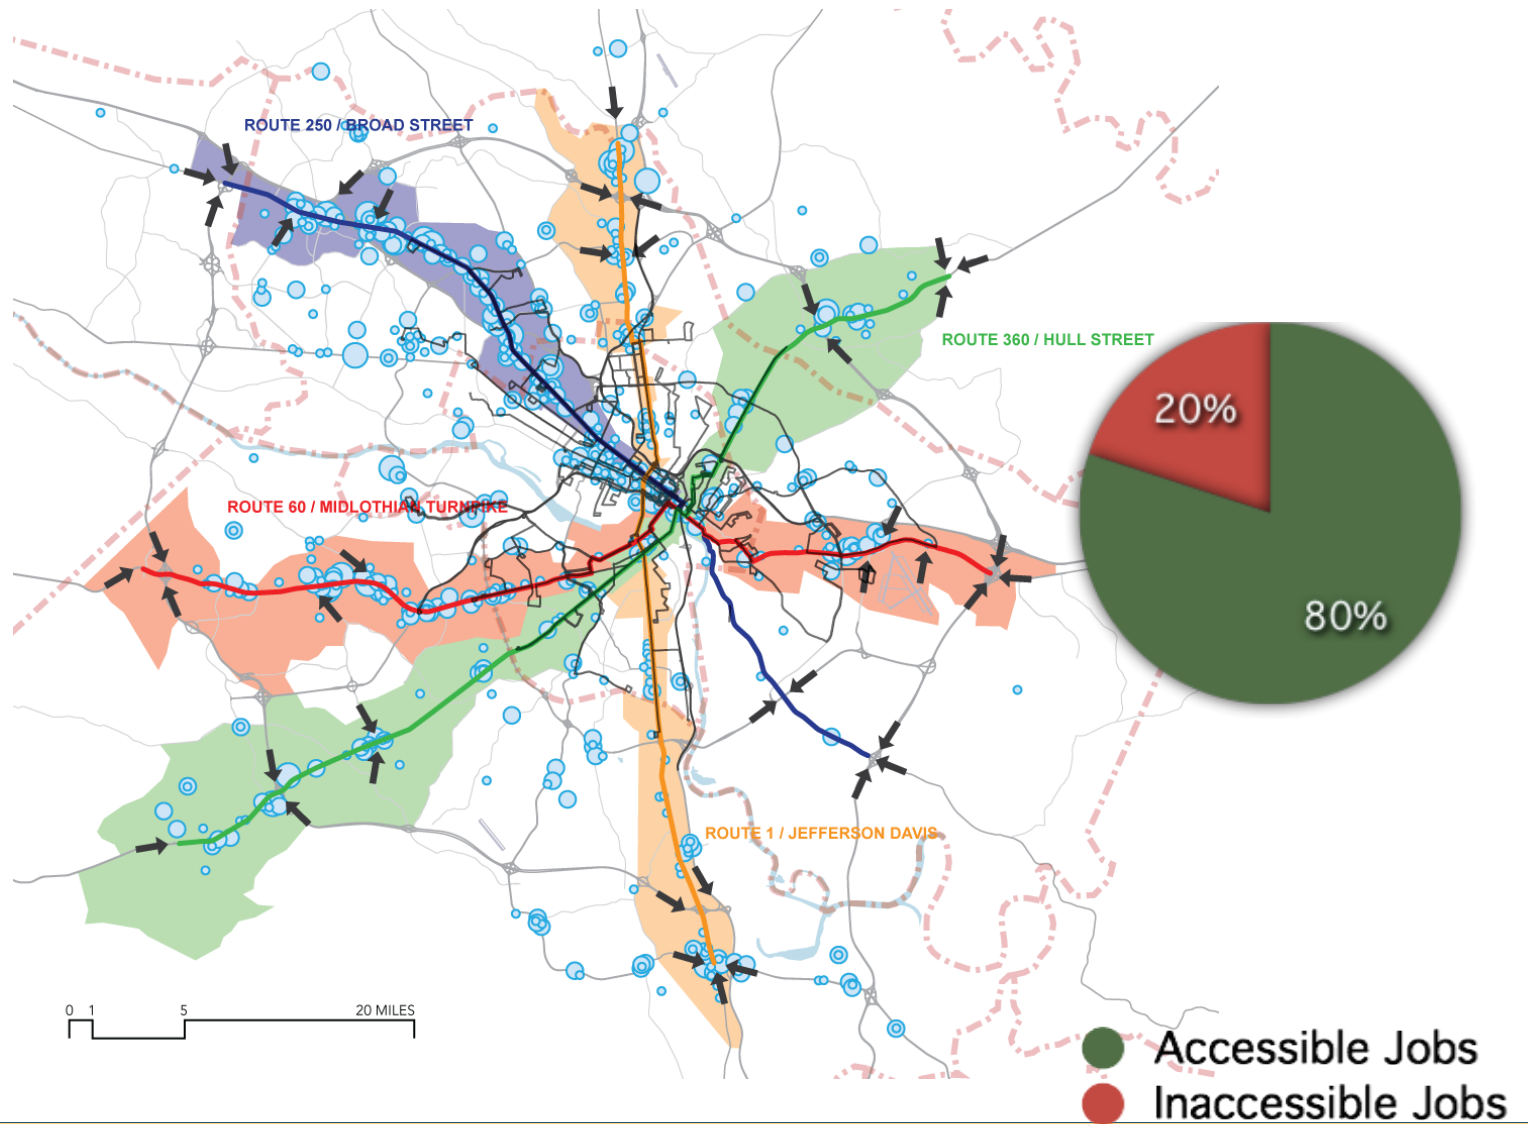 ROUTE 250 / BROAD STREET
ROUTE 360 / HULL STREET
20%
ROUTE 60 / MIDLOTHIAN TURNPIKE
80%
ROUTE 1 / JEFFERSON DAVIS
0 1 5 20 MILES
Accessible Jobs
Inaccessible Jobs